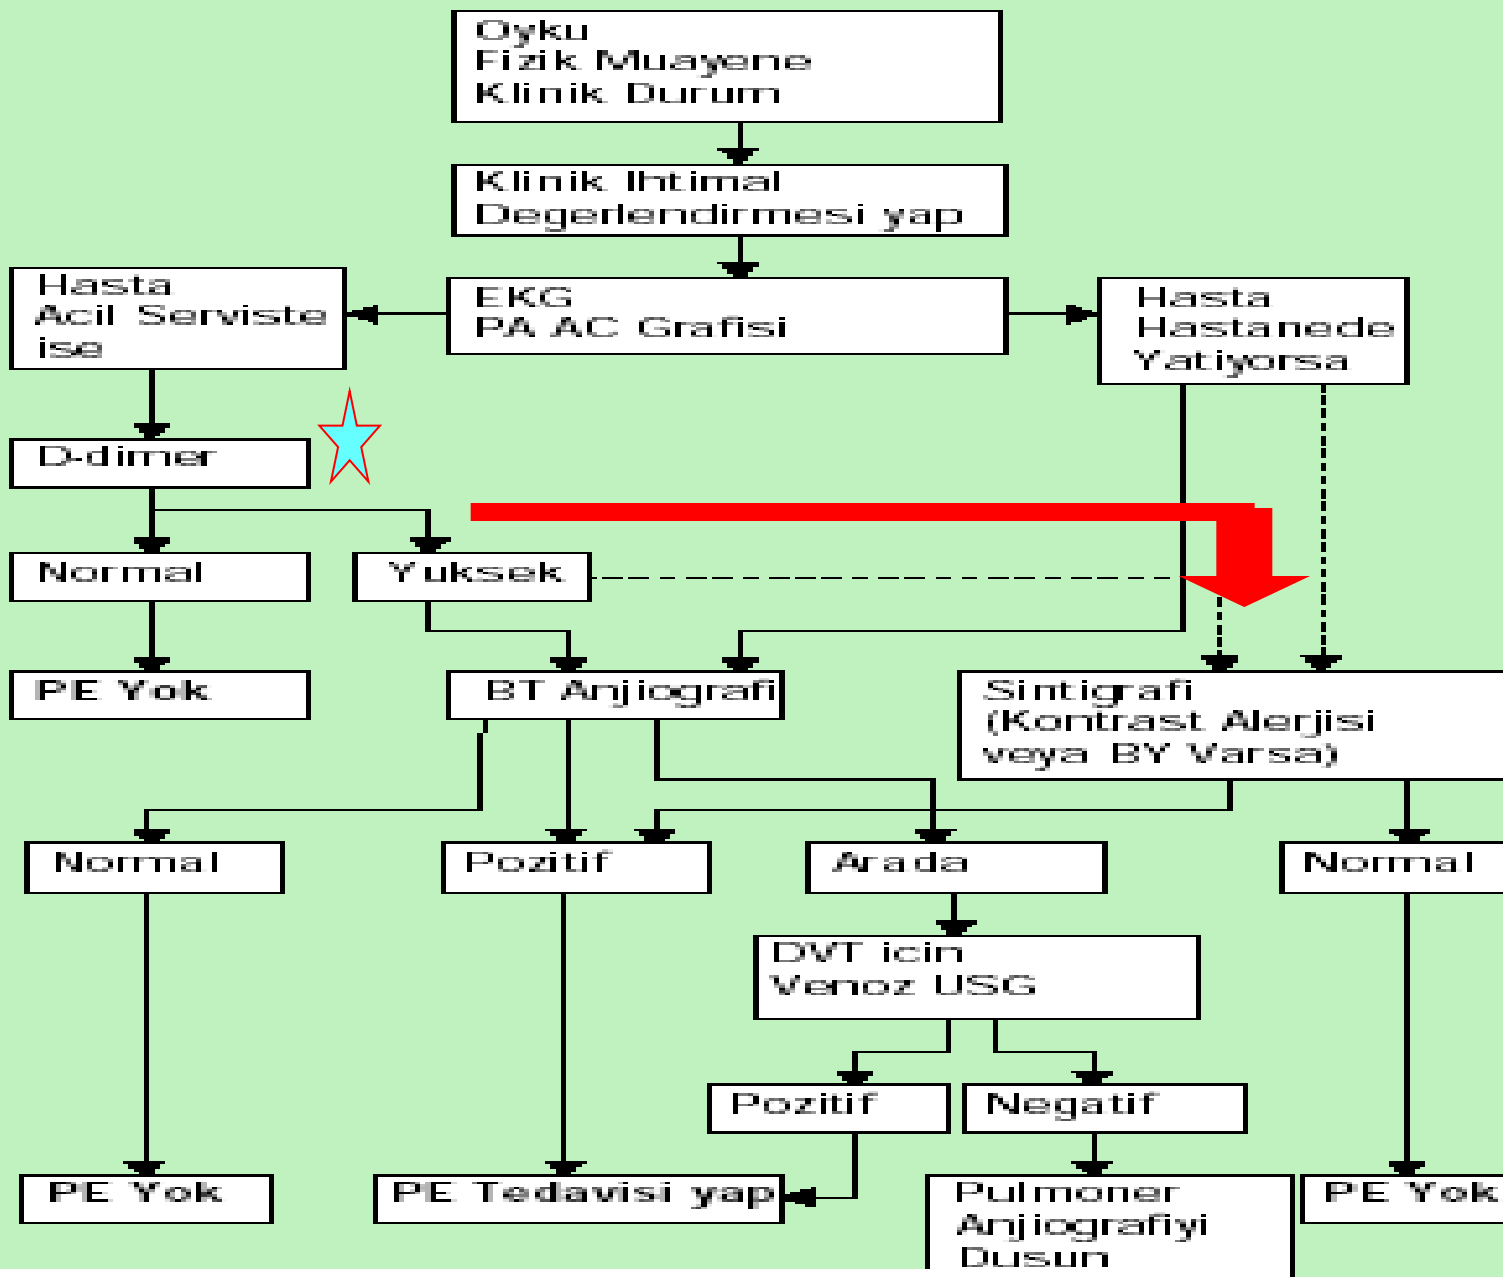 Oyku
Fizik Muayene
Klinik Durum
Klinik Ihtimal
Degerlendirmesi yap
Hasta
Acil Serviste
ise
EKG
PA AC Grafisi
Hasta
Hastanede
Yatiyorsa
D-dimer
Normal
Yuksek
PE Yok
BT Anjiografi
Sintigrafi
(Kontrast Alerjisi
veya BY Varsa)
Normal
Pozitif
Arada
Normal
DVT icin
Venoz USG
Pozitif
Negatif
PE Yok
PE Tedavisi yap
Pulmoner
Anjiografiyi
Dusun
PE Yok